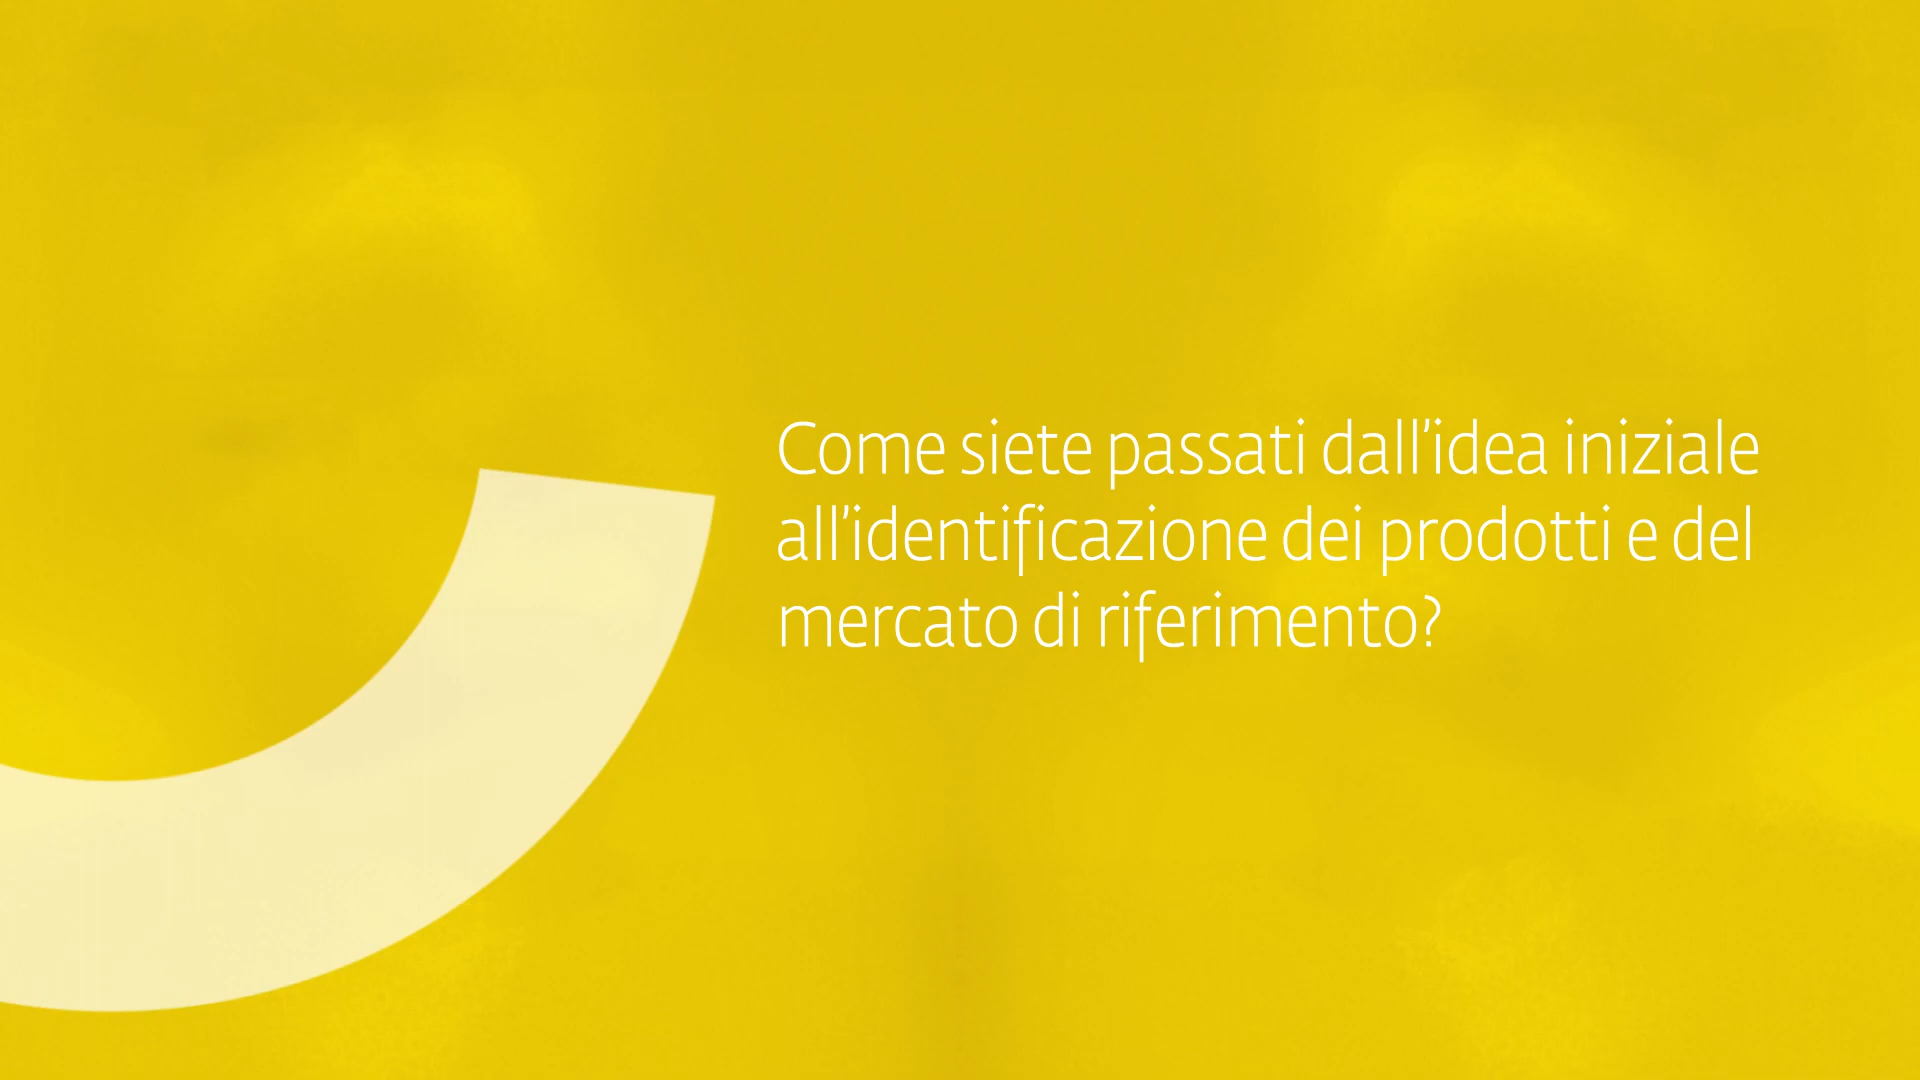 Come siete passati dall’idea iniziale
all’identificazione dei prodotti e del
mercato di riferimento?